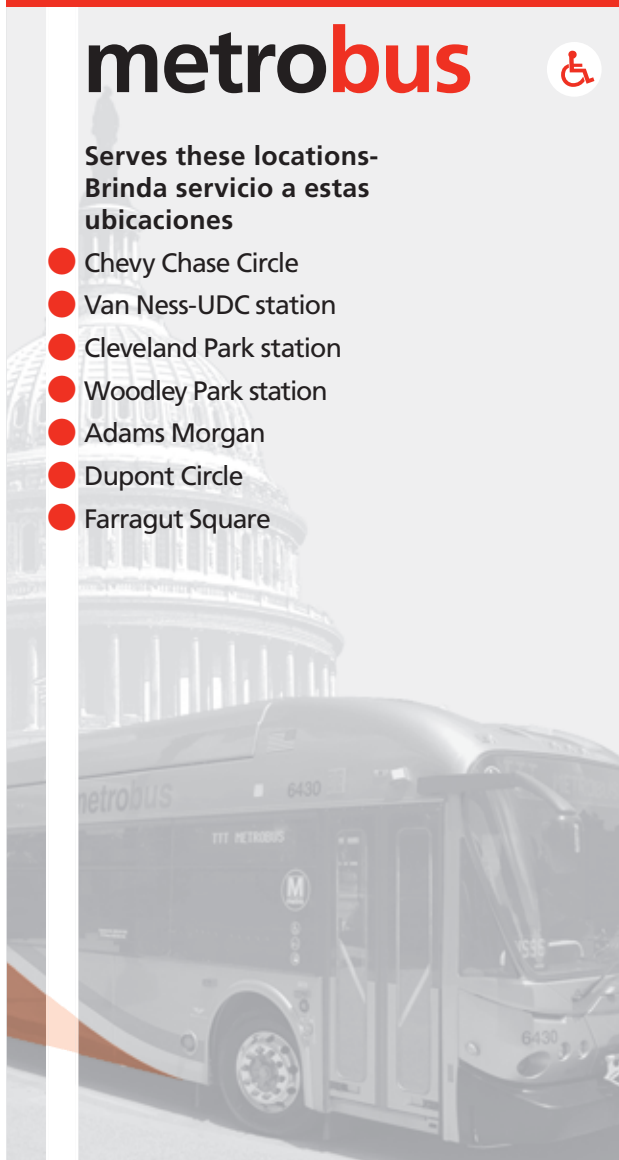 metrobus
Serves these locations-
Brinda servicio a estas
ubicaciones
Chevy Chase Circle
Van Ness-UDC station
Cleveland Park station
Woodley Park station
Adams Morgan
Dupont Circle
Farragut Square
metrobus
6430
TYT METROBUS
M
6430